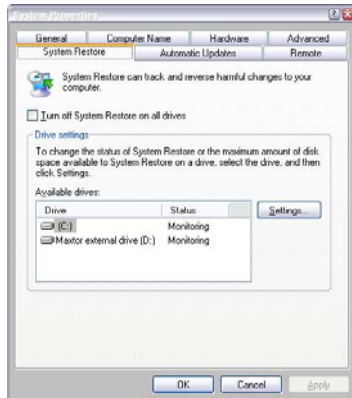 System Properties
General Computer Name Hardware Advanced
System Restore Automatic Updates Remote
System Restore can track and reverse harmful changes to your
computer.
Turn off System Restore on all drives
Drive settings
To change the status of System Restore or the maximum amount of disk
space available to System Restore on a drive, select the drive, and then
click Settings.
Available drives:
Drive Status
(C:) Monitoring
Maxtor external drive (D:) Monitoring
Settings...
OK Cancel Apply